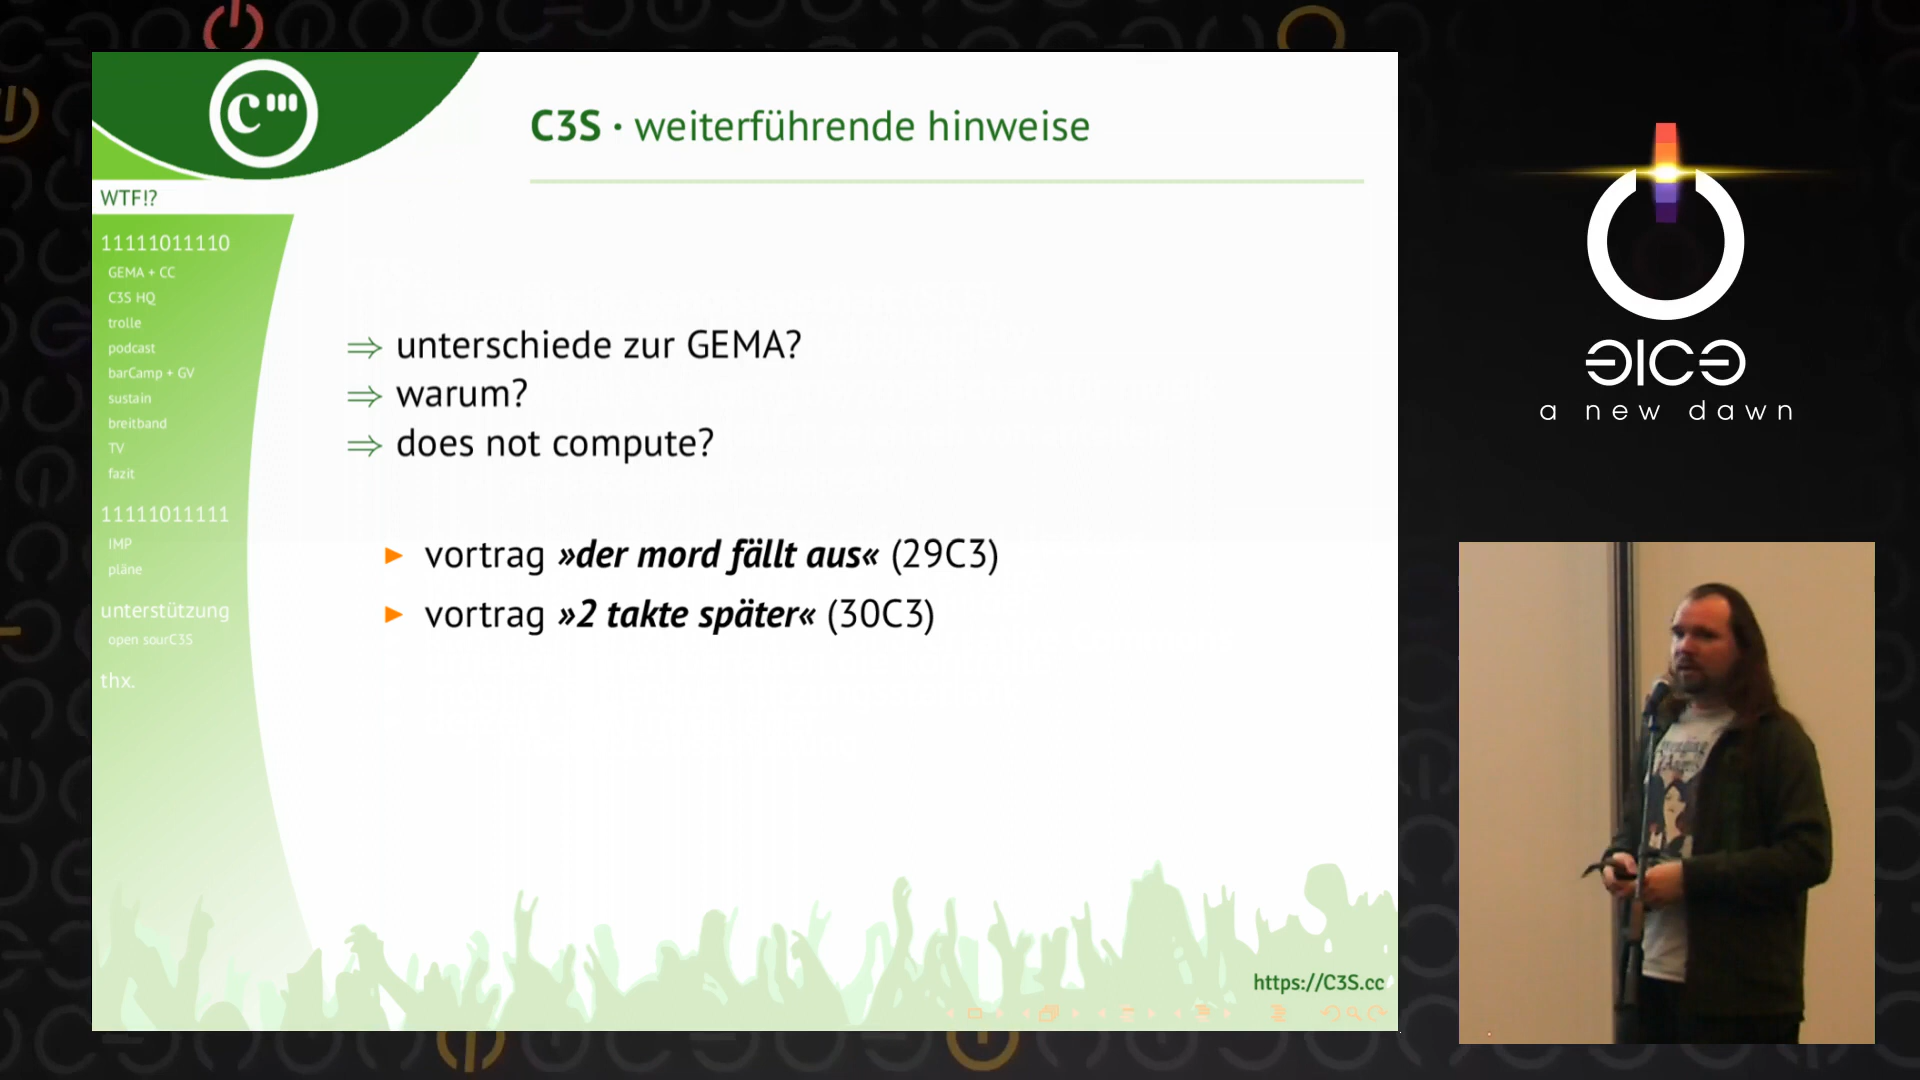 C3S · weiterführende hinweise
WTF!?
11111011110
GEMA + CC
C3S HQ
trolle
podcast
barCamp + GV
sustain
breitband
TV
fazit
11111011111
IMP
pläne
unterstützung
open sourC3S
thx.
⇒ unterschiede zur GEMA?
⇒ warum?
⇒ does not compute?
▶ vortrag »der mord fällt aus« (29C3)
▶ vortrag »2 takte später« (30C3)
https://C3S.cc
a new dawn